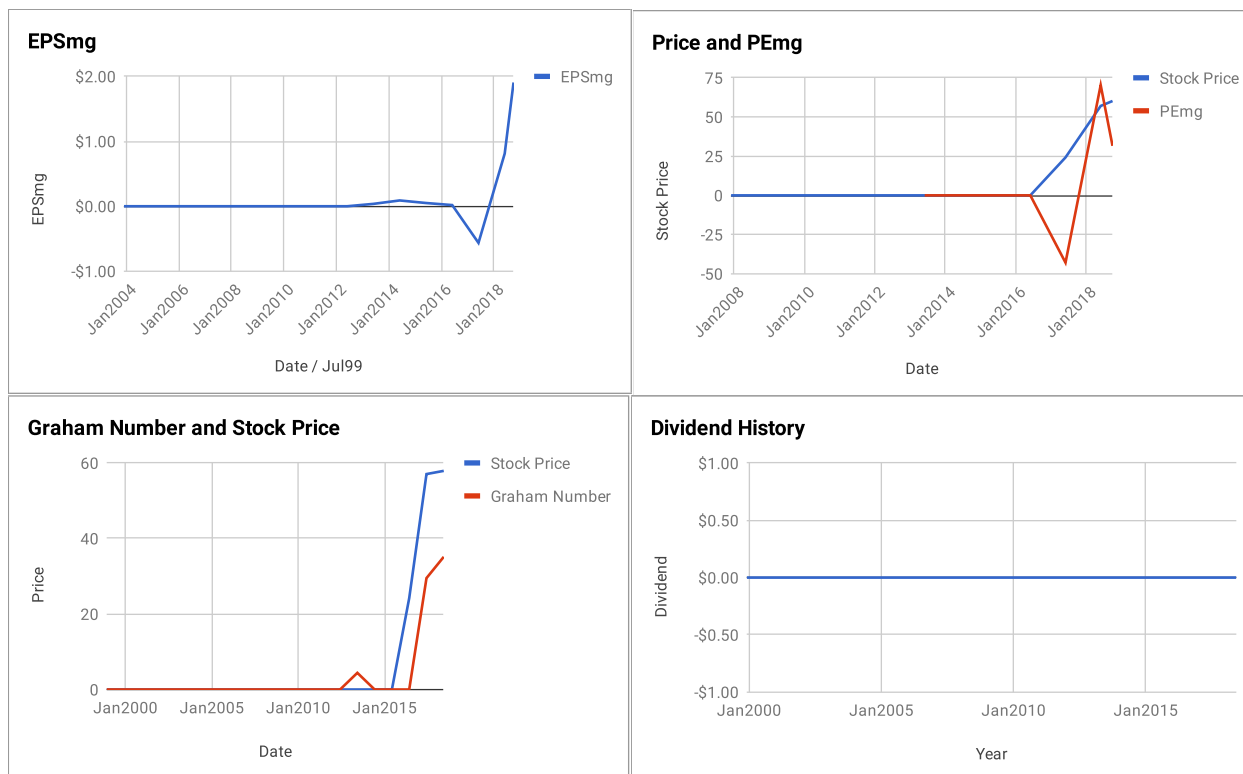 EPSmg
EPSmg
$2.00
$1.00
$0.00
-$1.00
EPSmg
Jan2004
Jan2006
Jan2008
Jan2010
Jan2012
Jan2014
Jan2016
Jan2018
Date / Jul99
Price and PEmg
Stock Price
PEmg
75
50
25
0
-25
-50
Stock Price
Jan2008
Jan2010
Jan2012
Jan2014
Jan2016
Jan2018
Date
Graham Number and Stock Price
Stock Price
Graham Number
60
40
20
0
Price
Jan2000
Jan2005
Jan2010
Jan2015
Date
Dividend History
$1.00
$0.50
$0.00
-$0.50
-$1.00
Dividend
Jan2000
Jan2005
Jan2010
Jan2015
Year